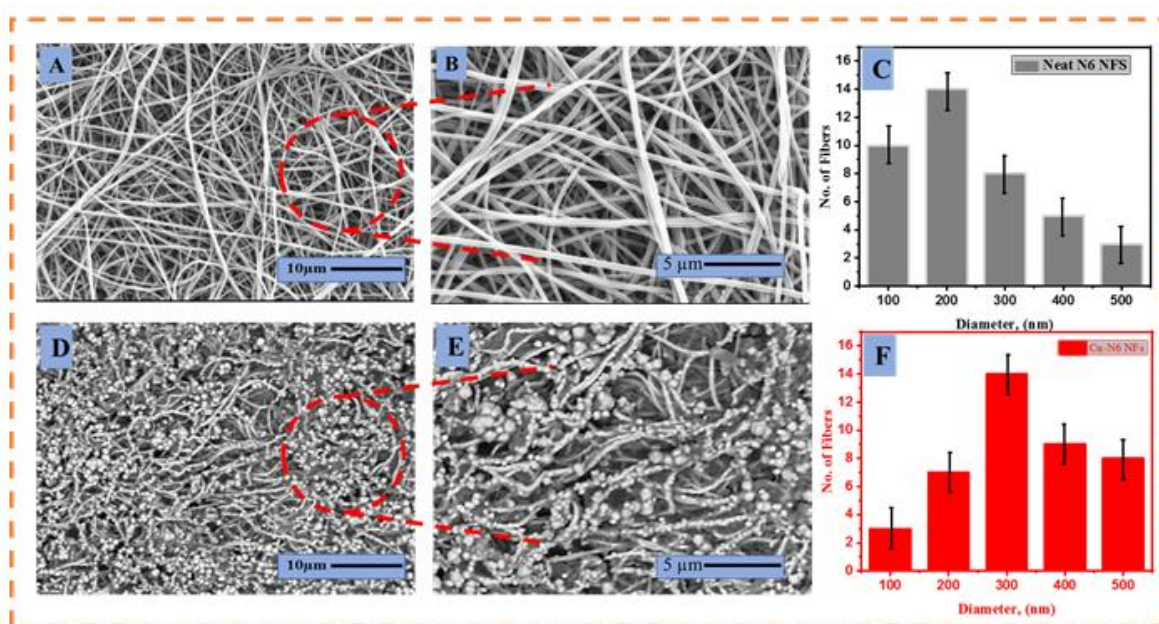 A
10µm
B
5 µm
C
Neat N6 NFS
No. of Fibers
16
14
12
10
8
6
4
2
100 200 300 400 500
Diameter, (nm)
D
10µm
E
5 µm
F
Cu-N6 NFs
No. of Fibers
16
14
12
10
8
6
4
2
100 200 300 400 500
Diameter, (nm)